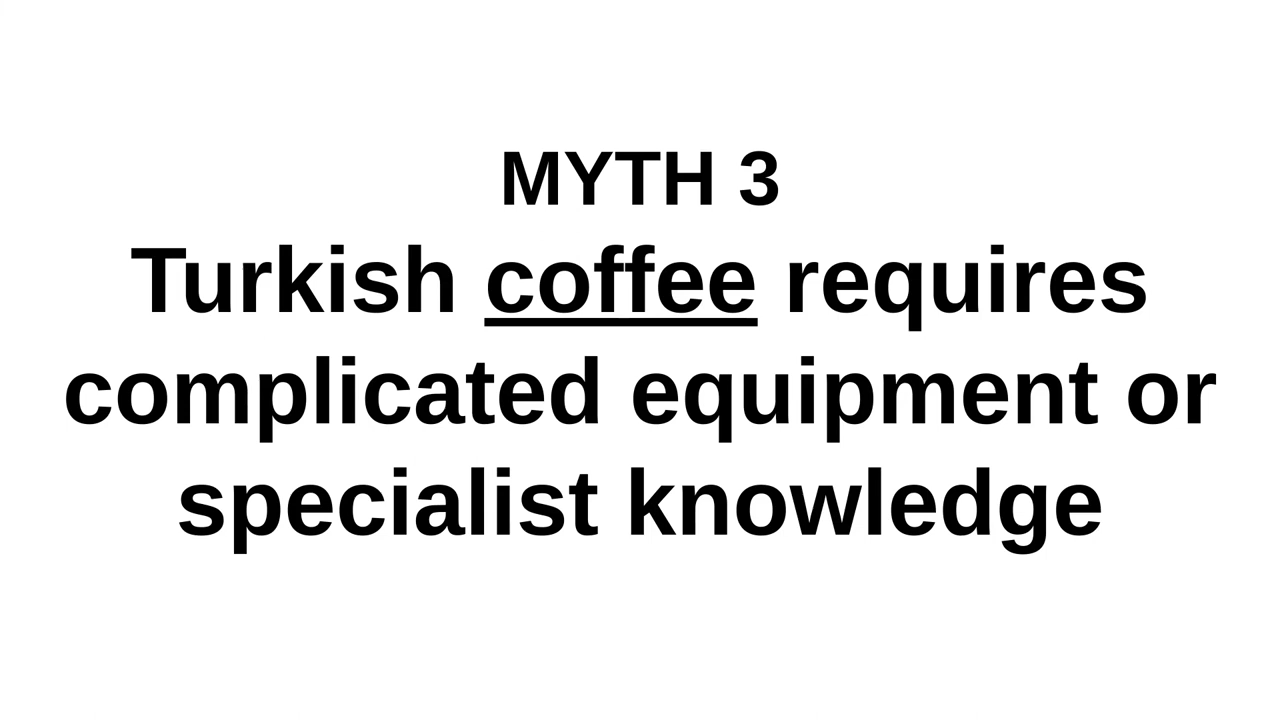 MYTH 3
Turkish coffee requires
complicated equipment or
specialist knowledge